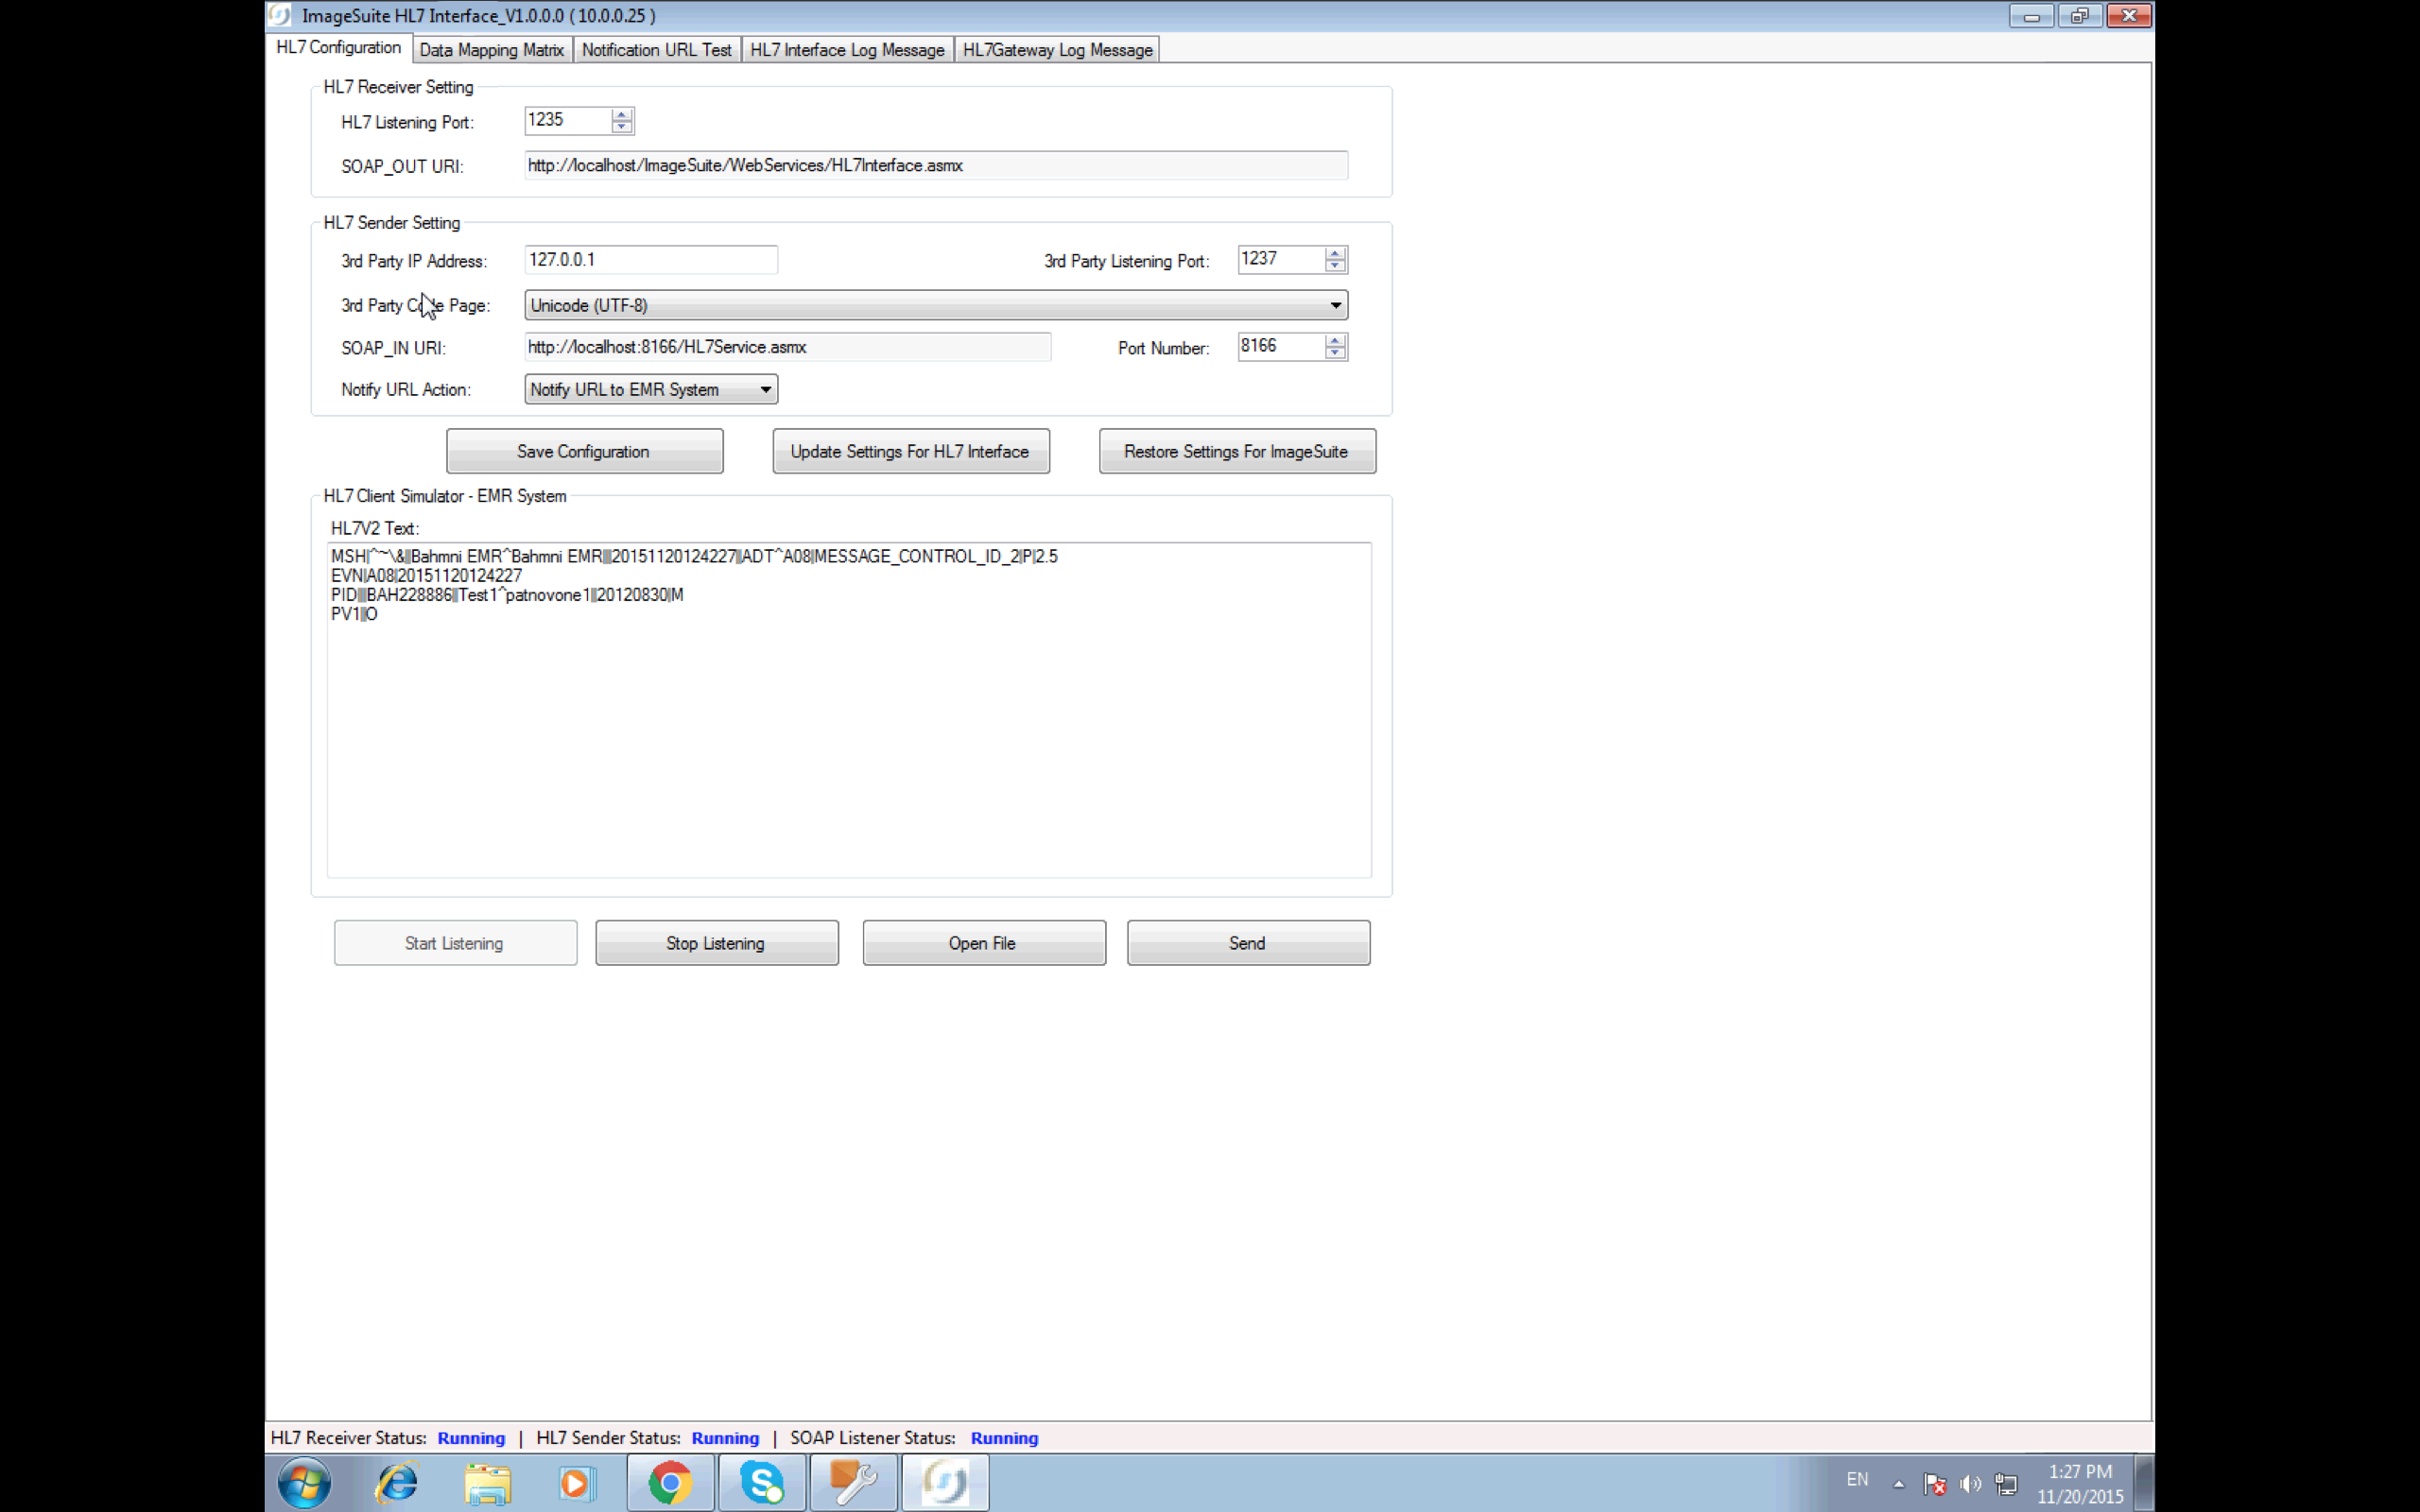 ImageSuite HL7 Interface_V1.0.0.0 ( 10.0.0.25 )
HL7 Configuration Data Mapping Matrix Notification URL Test HL7 Interface Log Message HL7Gateway Log Message
HL7 Receiver Setting
HL7 Listening Port: 1235
SOAP_OUT URI: http://localhost/ImageSuite/WebServices/HL7Interface.asmx
HL7 Sender Setting
3rd Party IP Address: 127.0.0.1 3rd Party Listening Port: 1237
3rd Party Code Page: Unicode (UTF-8)
SOAP_IN URI: http://localhost:8166/HL7Service.asmx Port Number: 8166
Notify URL Action: Notify URL to EMR System
Save Configuration Update Settings For HL7 Interface Restore Settings For ImageSuite
HL7 Client Simulator - EMR System
HL7V2 Text:
MSH|^~\&||Bahmni EMR^Bahmni EMR|||20151120124227||ADT^A08|MESSAGE_CONTROL_ID_2|P|2.5
EVN|A08|20151120124227
PID|||BAH228886||Test1^patnovone1||20120830|M
PV1||O
Start Listening Stop Listening Open File Send
HL7 Receiver Status: Running | HL7 Sender Status: Running | SOAP Listener Status: Running
EN 1:27 PM
11/20/2015